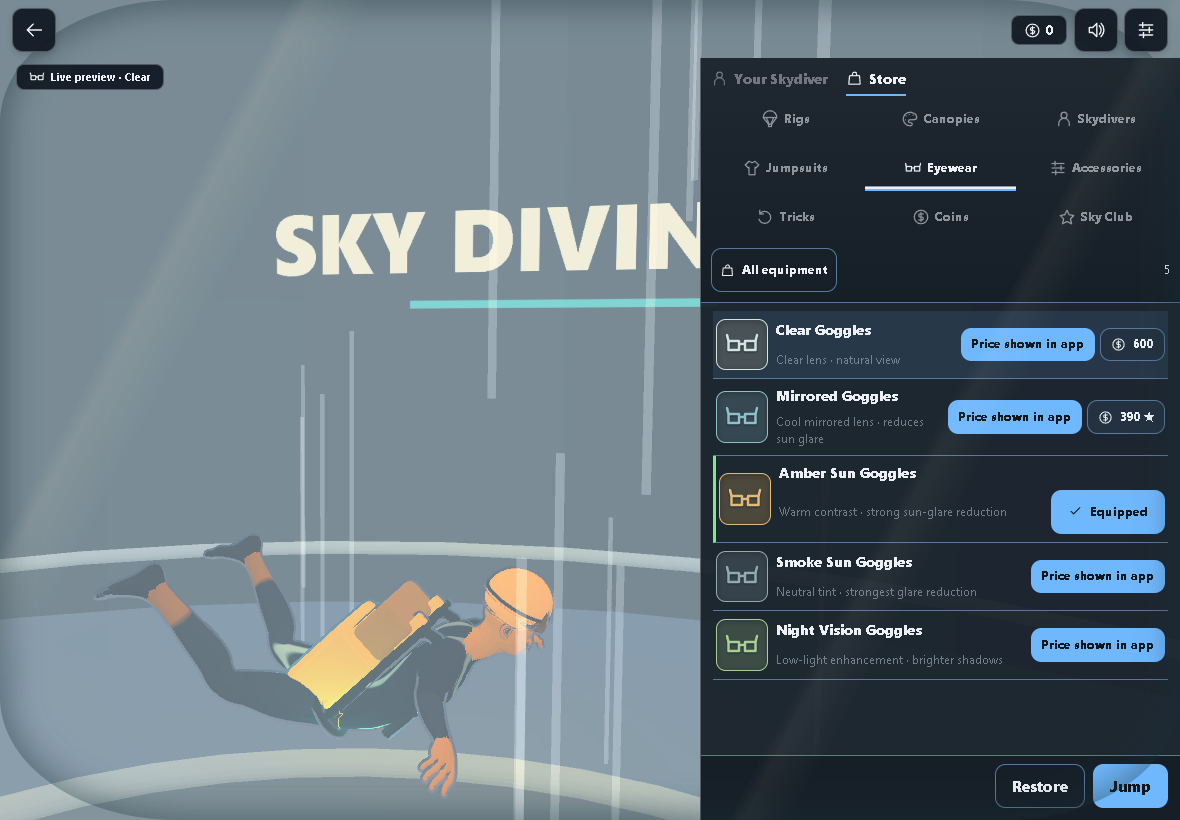 0
Live preview · Clear
Your Skydiver
Store
Rigs
Canopies
Skydivers
Jumpsuits
Eyewear
Accessories
Tricks
Coins
Sky Club
All equipment
5
SKY DIVIN
Clear Goggles
Clear lens · natural view
Price shown in app
600
Mirrored Goggles
Cool mirrored lens · reduces
sun glare
Price shown in app
390 ★
Amber Sun Goggles
Warm contrast · strong sun-glare reduction
Equipped
Smoke Sun Goggles
Neutral tint · strongest glare reduction
Price shown in app
Night Vision Goggles
Low-light enhancement · brighter shadows
Price shown in app
Restore
Jump